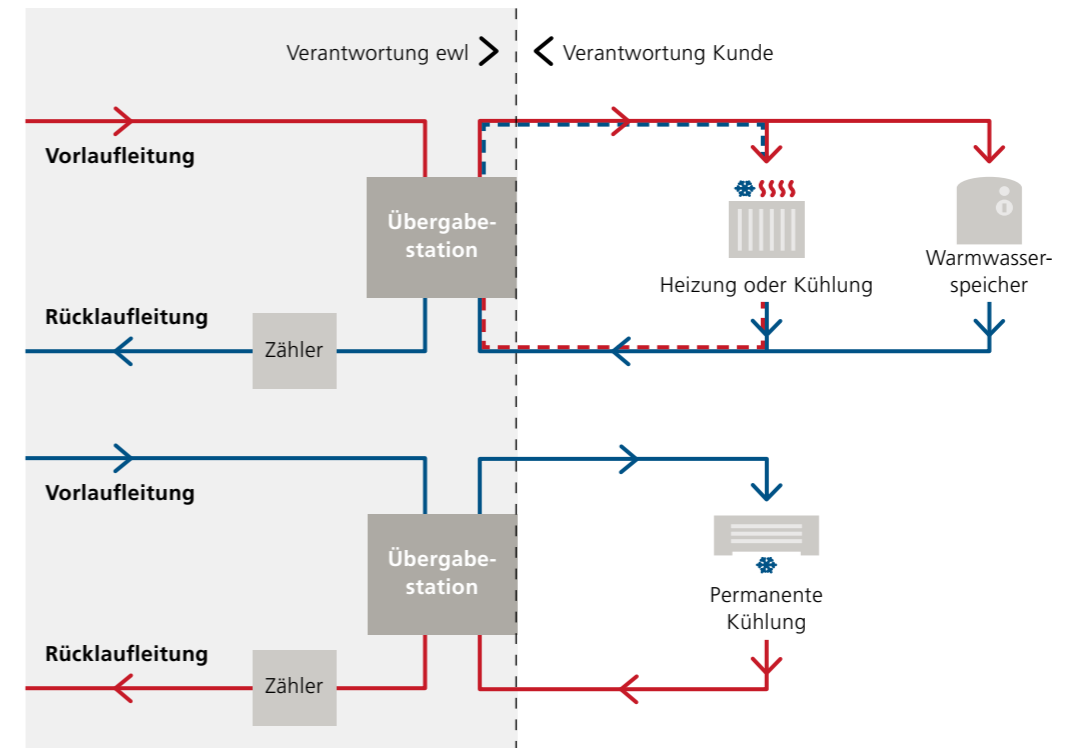 Verantwortung ewl
Verantwortung Kunde
Vorlaufleitung
Übergabe-
station
Heizung oder Kühlung
Warmwasser-
speicher
Rücklaufleitung
Zähler
Vorlaufleitung
Übergabe-
station
Permanente
Kühlung
Rücklaufleitung
Zähler